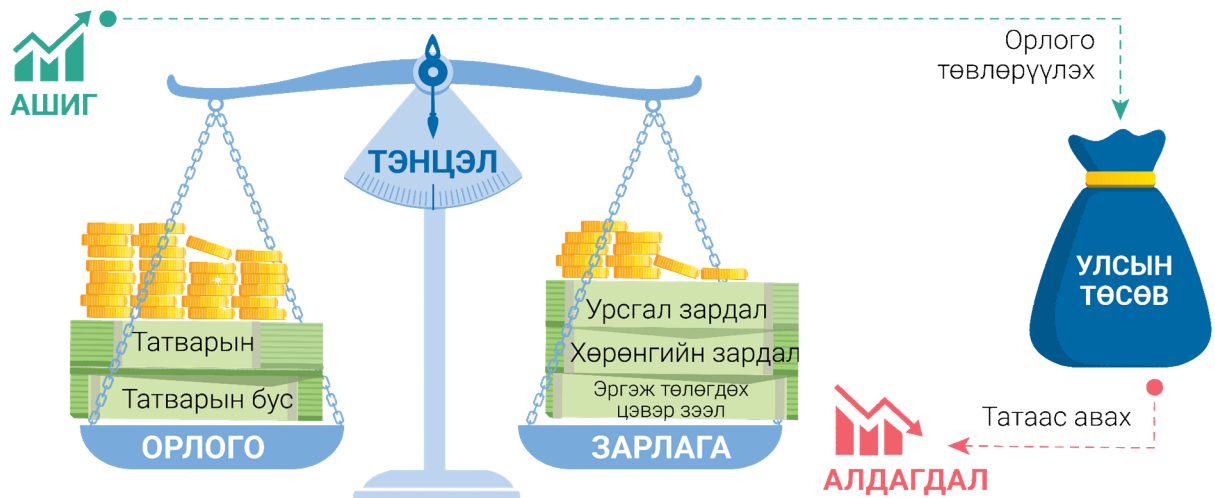 АШИГ
Орлого
төвлөрүүлэх
ТЭНЦЭЛ
УЛСЫН
ТӨСӨВ
Татварын
Татварын бус
ОРЛОГО
Урсгал зардал
Хөрөнгийн зардал
Эргэж төлөгдөх
цэвэр зээл
ЗАРЛАГА
Татаас авах
АЛДАГДАЛ